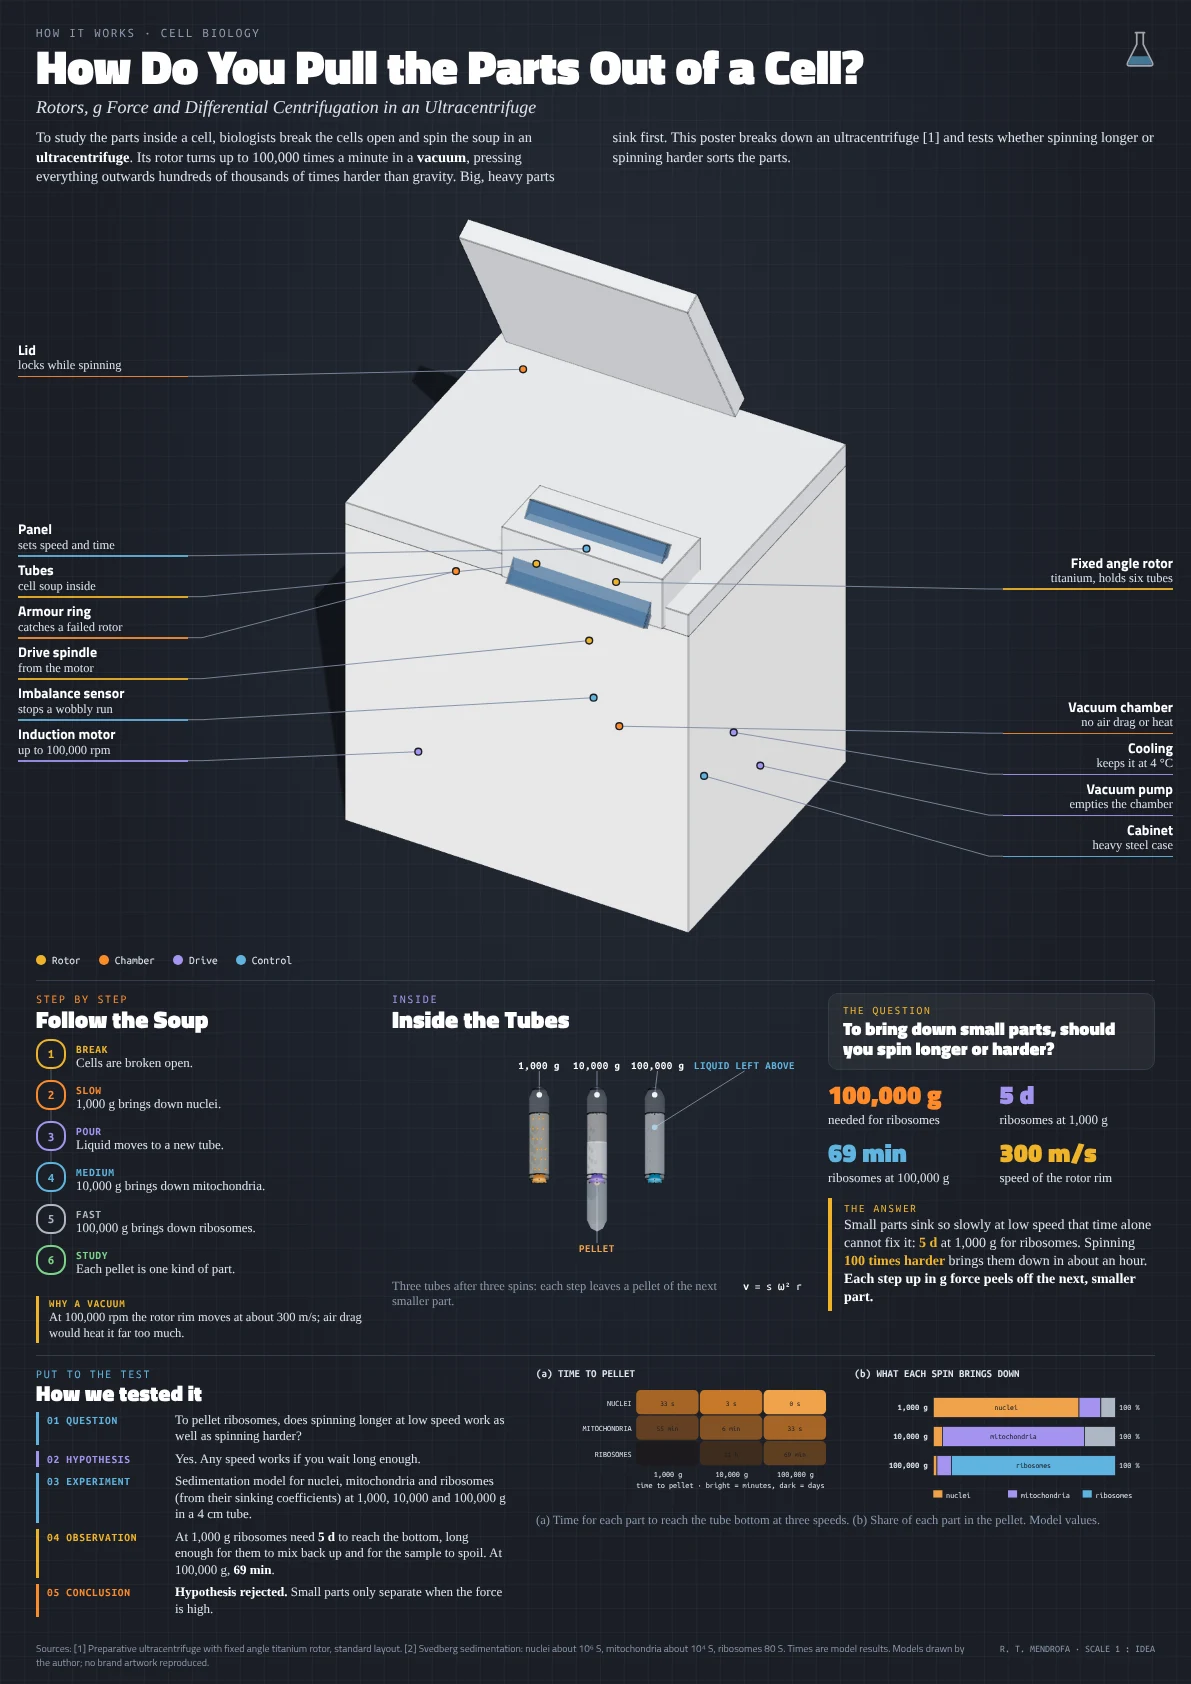 HOW IT WORKS · CELL BIOLOGY
How Do You Pull the Parts Out of a Cell?
Rotors, g Force and Differential Centrifugation in an Ultracentrifuge
To study the parts inside a cell, biologists break the cells open and spin the soup in an
ultracentrifuge. Its rotor turns up to 100,000 times a minute in a vacuum, pressing
everything outwards hundreds of thousands of times harder than gravity. Big, heavy parts
sink first. This poster breaks down an ultracentrifuge [1] and tests whether spinning longer or
spinning harder sorts the parts.
Lid
locks while spinning
Panel
sets speed and time
Tubes
cell soup inside
Armour ring
catches a failed rotor
Drive spindle
from the motor
Imbalance sensor
stops a wobbly run
Induction motor
up to 100,000 rpm
Fixed angle rotor
titanium, holds six tubes
Vacuum chamber
no air drag or heat
Cooling
keeps it at 4 °C
Vacuum pump
empties the chamber
Cabinet
heavy steel case
Rotor Chamber Drive Control
STEP BY STEP
Follow the Soup
1 BREAK
Cells are broken open.
2 SLOW
1,000 g brings down nuclei.
3 POUR
Liquid moves to a new tube.
4 MEDIUM
10,000 g brings down mitochondria.
5 FAST
100,000 g brings down ribosomes.
6 STUDY
Each pellet is one kind of part.
WHY A VACUUM
At 100,000 rpm the rotor rim moves at about 300 m/s; air drag
would heat it far too much.
INSIDE
Inside the Tubes
1,000 g 10,000 g 100,000 g LIQUID LEFT ABOVE
PELLET
Three tubes after three spins: each step leaves a pellet of the next
smaller part.
v = s ω² r
THE QUESTION
To bring down small parts, should
you spin longer or harder?
100,000 g
needed for ribosomes
5 d
ribosomes at 1,000 g
69 min
ribosomes at 100,000 g
300 m/s
speed of the rotor rim
THE ANSWER
Small parts sink so slowly at low speed that time alone
cannot fix it: 5 d at 1,000 g for ribosomes. Spinning
100 times harder brings them down in about an hour.
Each step up in g force peels off the next, smaller
part.
PUT TO THE TEST
How we tested it
01 QUESTION
To pellet ribosomes, does spinning longer at low speed work as
well as spinning harder?
02 HYPOTHESIS
Yes. Any speed works if you wait long enough.
03 EXPERIMENT
Sedimentation model for nuclei, mitochondria and ribosomes
(from their sinking coefficients) at 1,000, 10,000 and 100,000 g
in a 4 cm tube.
04 OBSERVATION
At 1,000 g ribosomes need 5 d to reach the bottom, long
enough for them to mix back up and for the sample to spoil. At
100,000 g, 69 min.
05 CONCLUSION
Hypothesis rejected. Small parts only separate when the force
is high.
(a) TIME TO PELLET
NUCLEI 33 s 3 s 0 s
MITOCHONDRIA 55 min 6 min 33 s
RIBOSOMES 69 min
1,000 g 10,000 g 100,000 g
time to pellet · bright = minutes, dark = days
(b) WHAT EACH SPIN BRINGS DOWN
1,000 g nuclei 100 %
10,000 g mitochondria 100 %
100,000 g ribosomes 100 %
nuclei mitochondria ribosomes
(a) Time for each part to reach the tube bottom at three speeds. (b) Share of each part in the pellet. Model values.
Sources: [1] Preparative ultracentrifuge with fixed angle titanium rotor, standard layout. [2] Svedberg sedimentation: nuclei about 10⁶ S, mitochondria about 10⁴ S, ribosomes 80 S. Times are model results. Models drawn by
the author; no brand artwork reproduced.
R. T. MENDROFA · SCALE 1 : IDEA